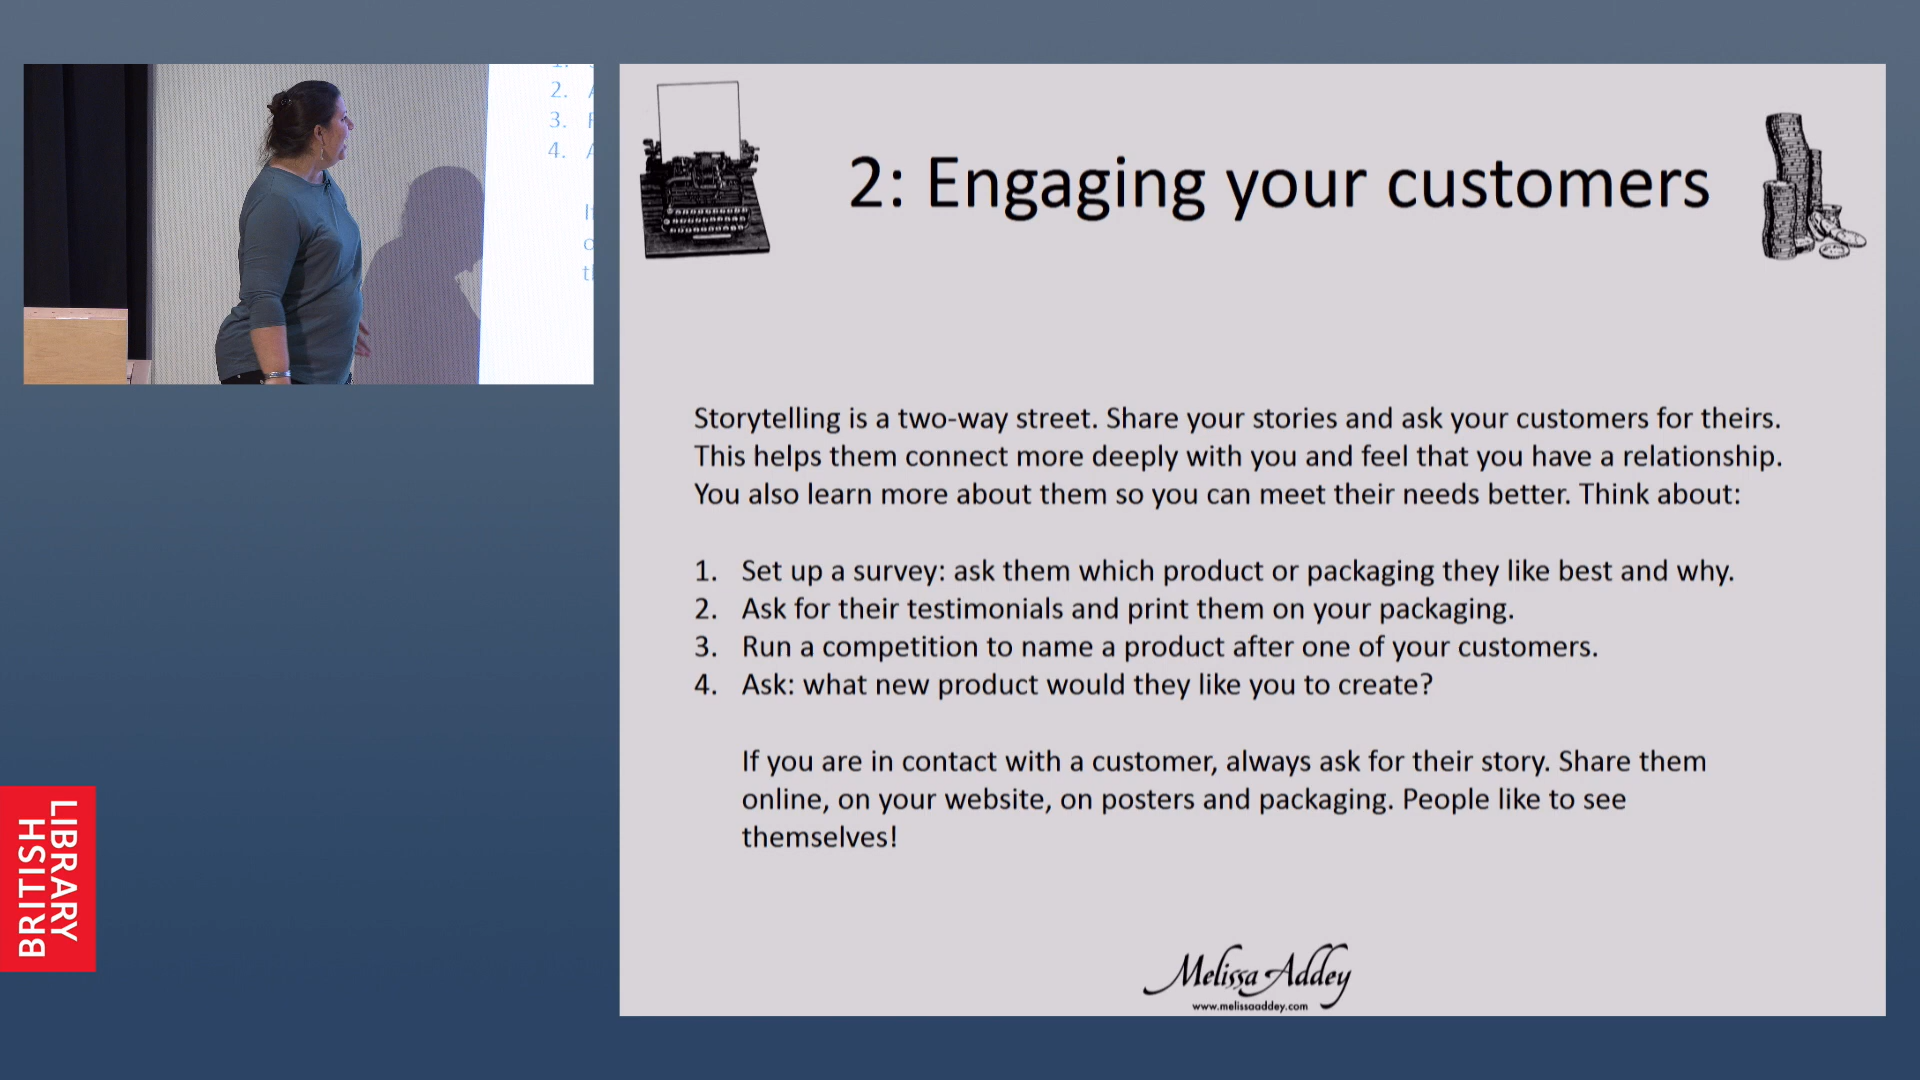 2: Engaging your customers
Storytelling is a two-way street. Share your stories and ask your customers for theirs.
This helps them connect more deeply with you and feel that you have a relationship.
You also learn more about them so you can meet their needs better. Think about:
1. Set up a survey: ask them which product or packaging they like best and why.
2. Ask for their testimonials and print them on your packaging.
3. Run a competition to name a product after one of your customers.
4. Ask: what new product would they like you to create?
If you are in contact with a customer, always ask for their story. Share them
online, on your website, on posters and packaging. People like to see
themselves!
Melissa Addey
www.melissaaddey.com
2.
3.
4.
BRITISH
LIBRARY